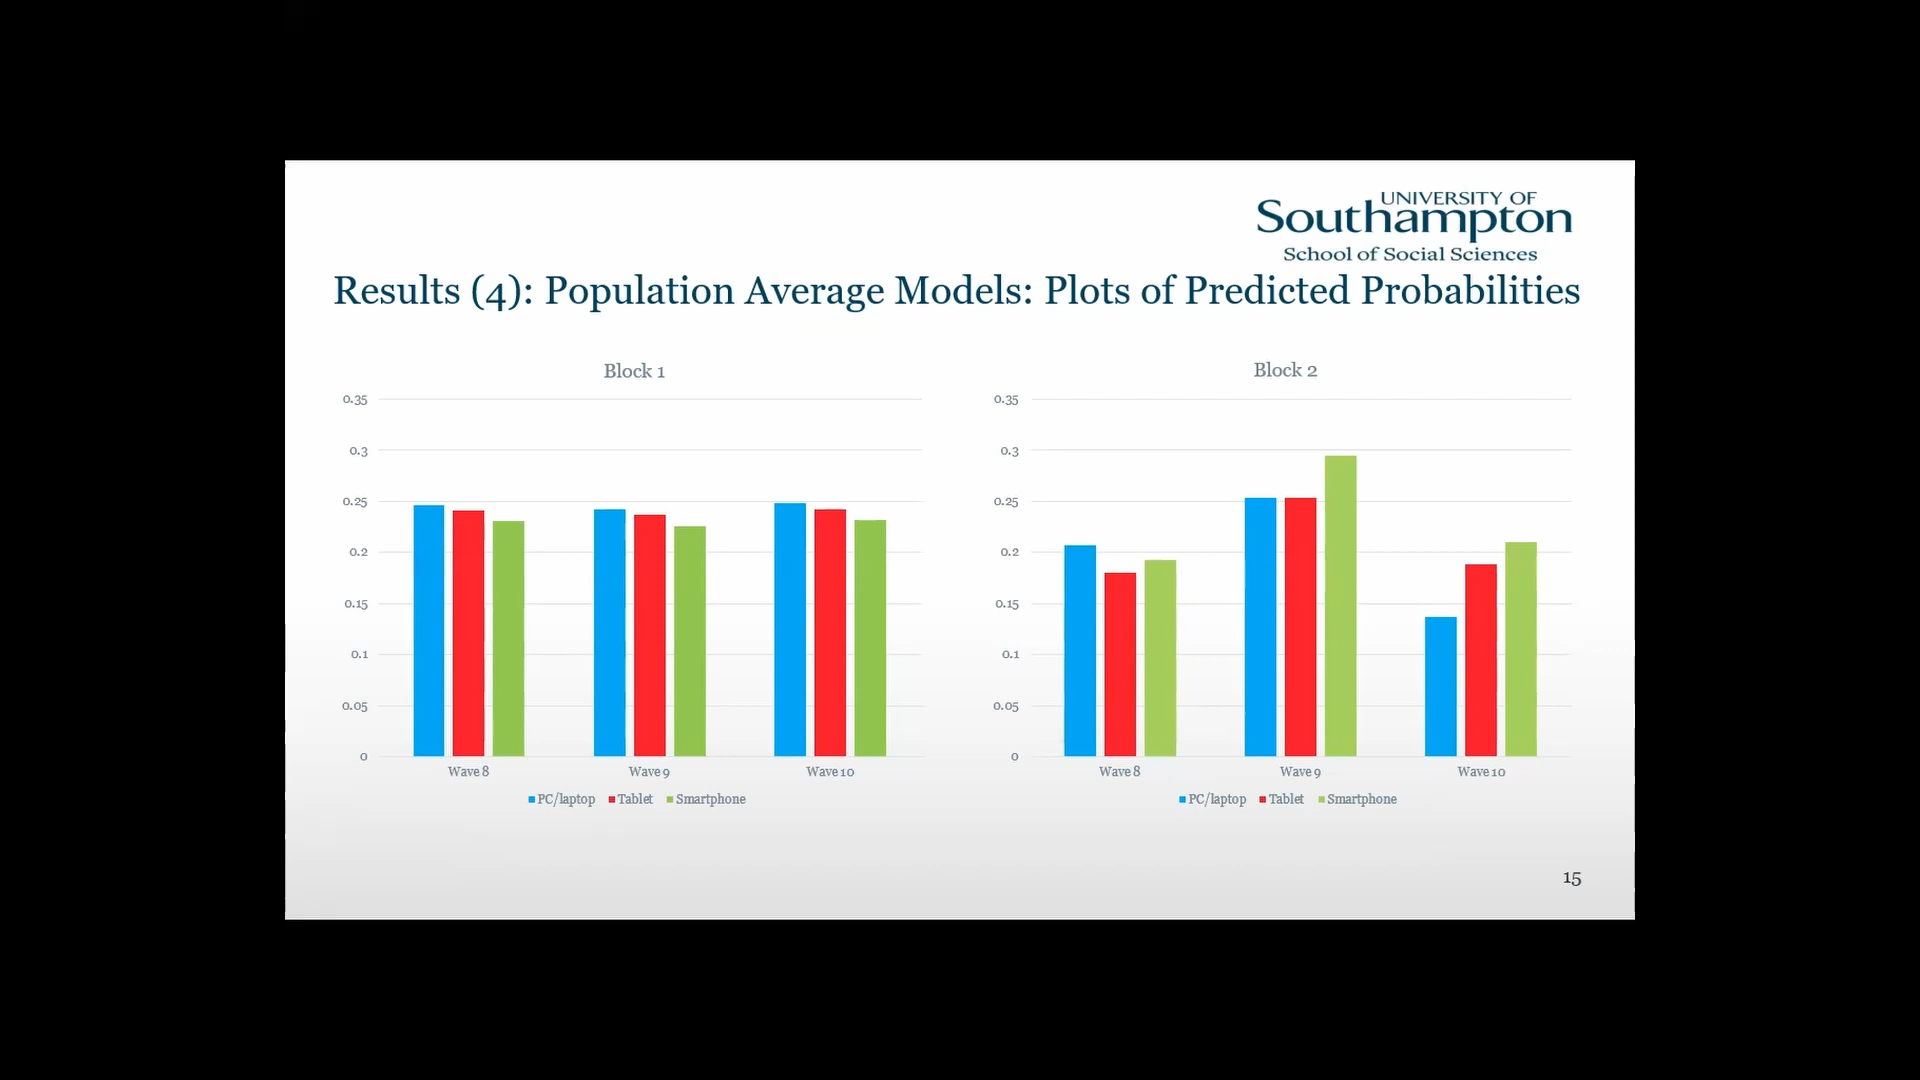 UNIVERSITY OF
Southampton
School of Social Sciences
Results (4): Population Average Models: Plots of Predicted Probabilities
Block 1
0.35
0.3
0.25
0.2
0.15
0.1
0.05
0
Wave 8 Wave 9 Wave 10
PC/laptop Tablet Smartphone
Block 2
0.35
0.3
0.25
0.2
0.15
0.1
0.05
0
Wave 8 Wave 9 Wave 10
PC/laptop Tablet Smartphone
15